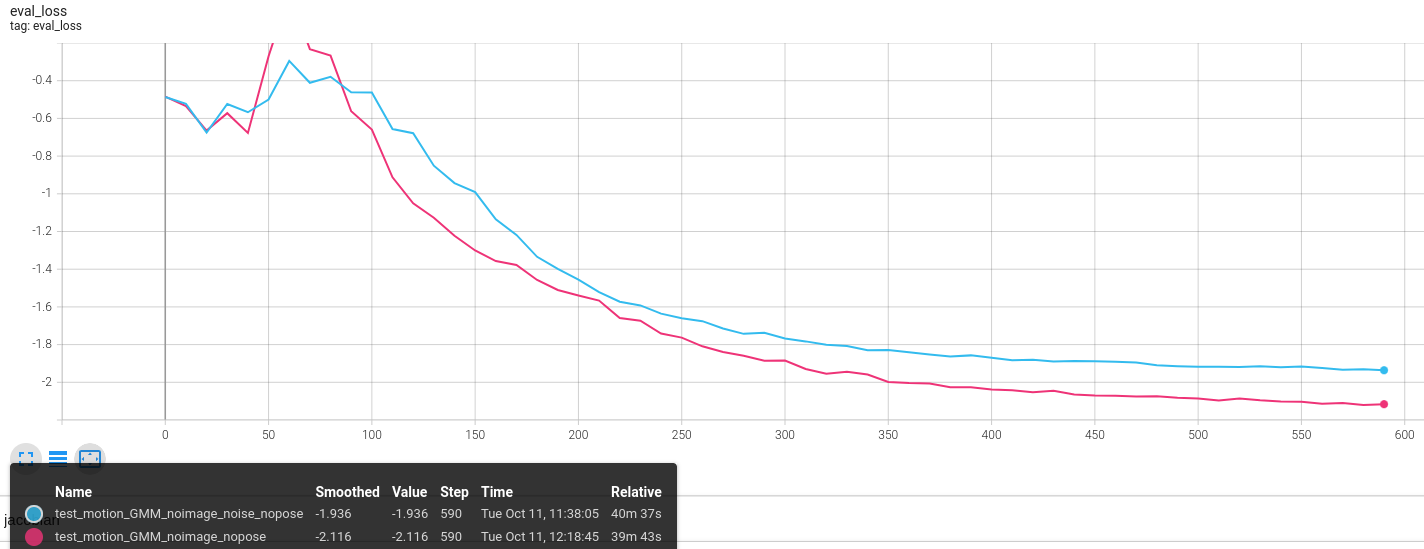 eval_loss
tag: eval_loss
-0.4
-0.6
-0.8
-1
-1.2
-1.4
-1.6
-1.8
-2
0 50 100 150 200 250 300 350 400 450 500 550 600
Name Smoothed Value Step Time Relative
test_motion_GMM_noimage_noise_nopose -1.936 -1.936 590 Tue Oct 11, 11:38:05 40m 37s
test_motion_GMM_noimage_nopose -2.116 -2.116 590 Tue Oct 11, 12:18:45 39m 43s